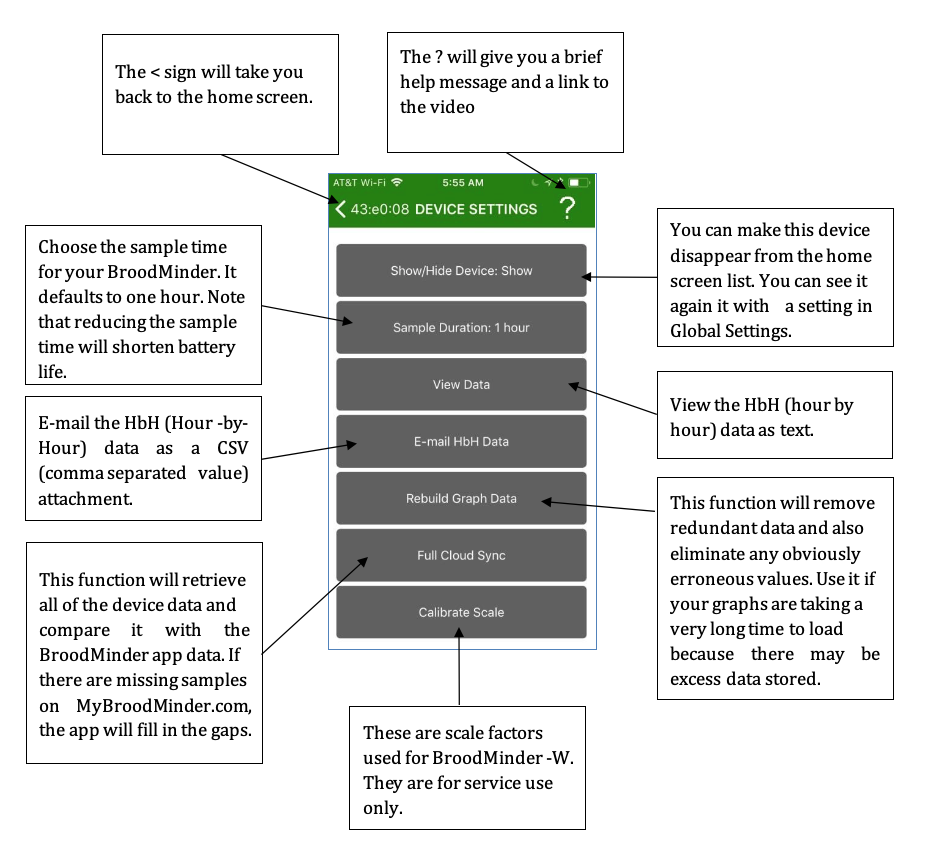 The < sign will take you
back to the home screen.
The ? will give you a brief
help message and a link to
the video
AT&T Wi-Fi 5:55 AM
43:e0:08 DEVICE SETTINGS ?
Choose the sample time
for your BroodMinder. It
defaults to one hour. Note
that reducing the sample
time will shorten battery
life.
Show/Hide Device: Show
You can make this device
disappear from the home
screen list. You can see it
again it with a setting in
Global Settings.
Sample Duration: 1 hour
View Data
View the HbH (hour by
hour) data as text.
E-mail the HbH (Hour -by-
Hour) data as a CSV
(comma separated value)
attachment.
E-mail HbH Data
Rebuild Graph Data
This function will remove
redundant data and also
eliminate any obviously
erroneous values. Use it if
your graphs are taking a
very long time to load
because there may be
excess data stored.
This function will retrieve
all of the device data and
compare it with the
BroodMinder app data. If
there are missing samples
on MyBroodMinder.com,
the app will fill in the gaps.
Full Cloud Sync
Calibrate Scale
These are scale factors
used for BroodMinder -W.
They are for service use
only.